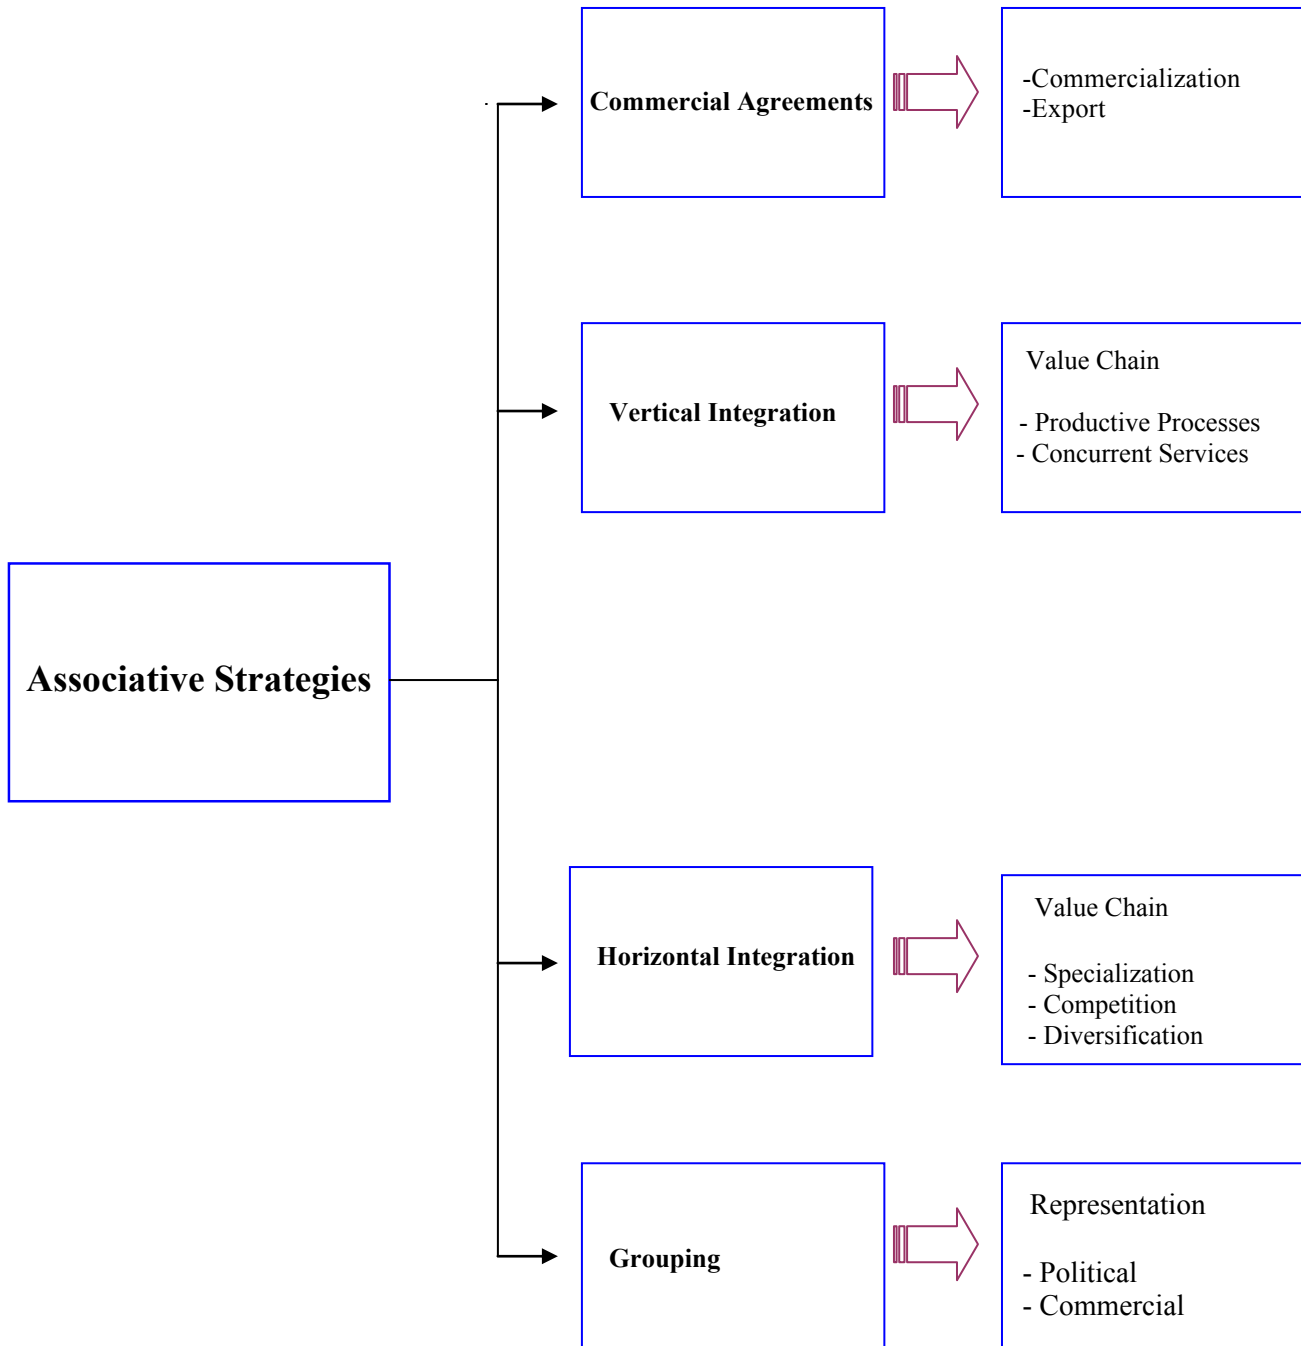 Commercial Agreements
-Commercialization
-Export
Vertical Integration
Value Chain
- Productive Processes
- Concurrent Services
Associative Strategies
Horizontal Integration
Value Chain
- Specialization
- Competition
- Diversification
Grouping
Representation
- Political
- Commercial